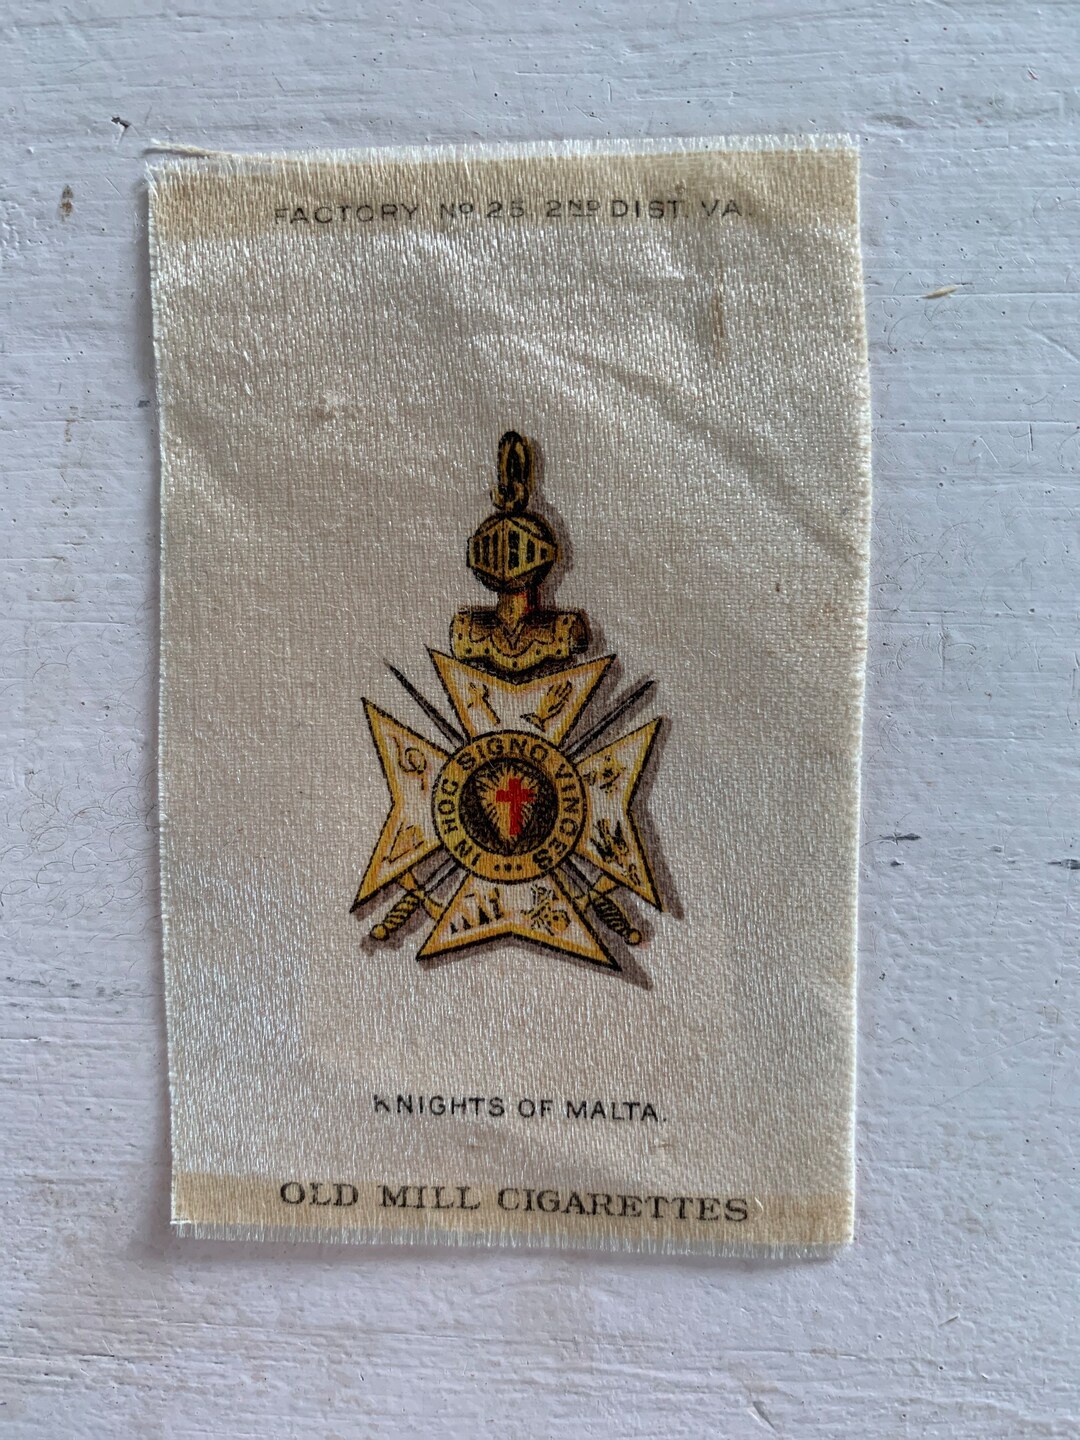 FACTORY Nº 25, 2ND DIST. VA.
IN HOC SIGNO VINCES
KNIGHTS OF MALTA.
OLD MILL CIGARETTES